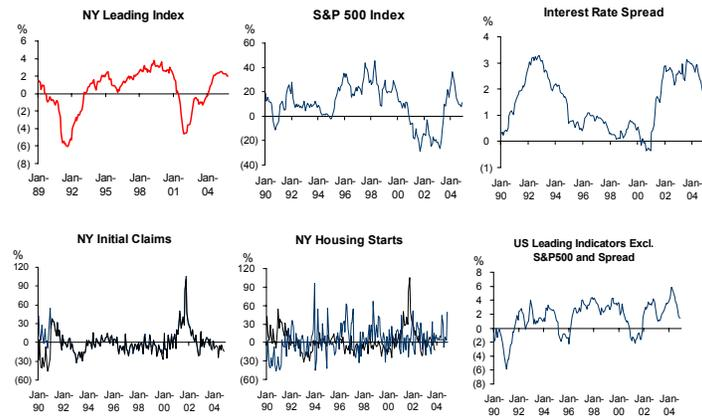 NY Leading Index
%
6
4
2
0
(2)
(4)
(6)
(8)
Jan- Jan- Jan- Jan- Jan- Jan-
89 92 95 98 01 04
S&P 500 Index
%
60
40
20
0
(20)
(40)
Jan- Jan- Jan- Jan- Jan- Jan- Jan- Jan-
90 92 94 96 98 00 02 04
Interest Rate Spread
4
3
2
1
0
(1)
Jan- Jan- Jan- Jan- Jan- Jan- Jan- Jan-
90 92 94 96 98 00 02 04
NY Initial Claims
%
120
90
60
30
0
(30)
(60)
Jan- Jan- Jan- Jan- Jan- Jan- Jan- Jan-
90 92 94 96 98 00 02 04
NY Housing Starts
%
120
90
60
30
0
(30)
(60)
Jan- Jan- Jan- Jan- Jan- Jan- Jan- Jan-
90 92 94 96 98 00 02 04
US Leading Indicators Excl.
S&P500 and Spread
%
8
6
4
2
0
(2)
(4)
(6)
(8)
Jan- Jan- Jan- Jan- Jan- Jan- Jan- Jan-
90 92 94 96 98 00 02 04